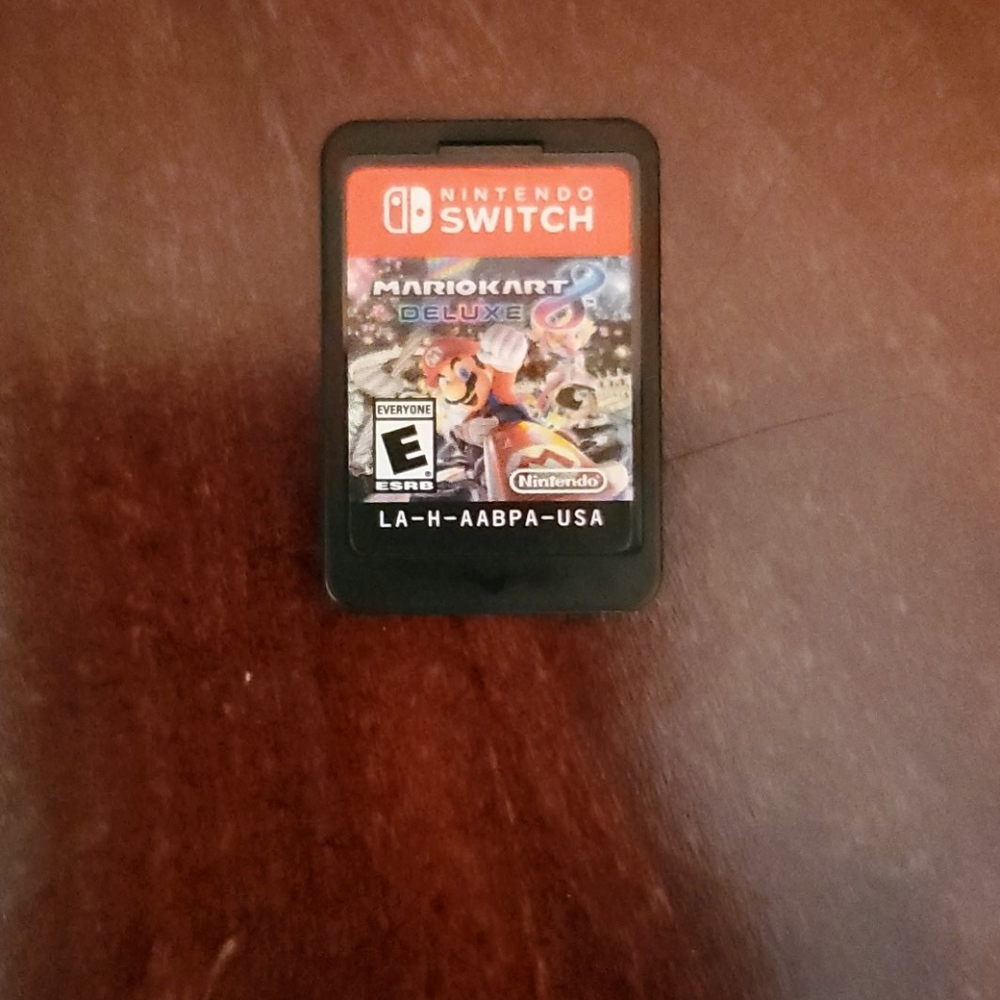 NINTENDO
SWITCH
MARIOKART 8
DELUXE
EVERYONE
E
ESRB
Nintendo
LA-H-AABPA-USA